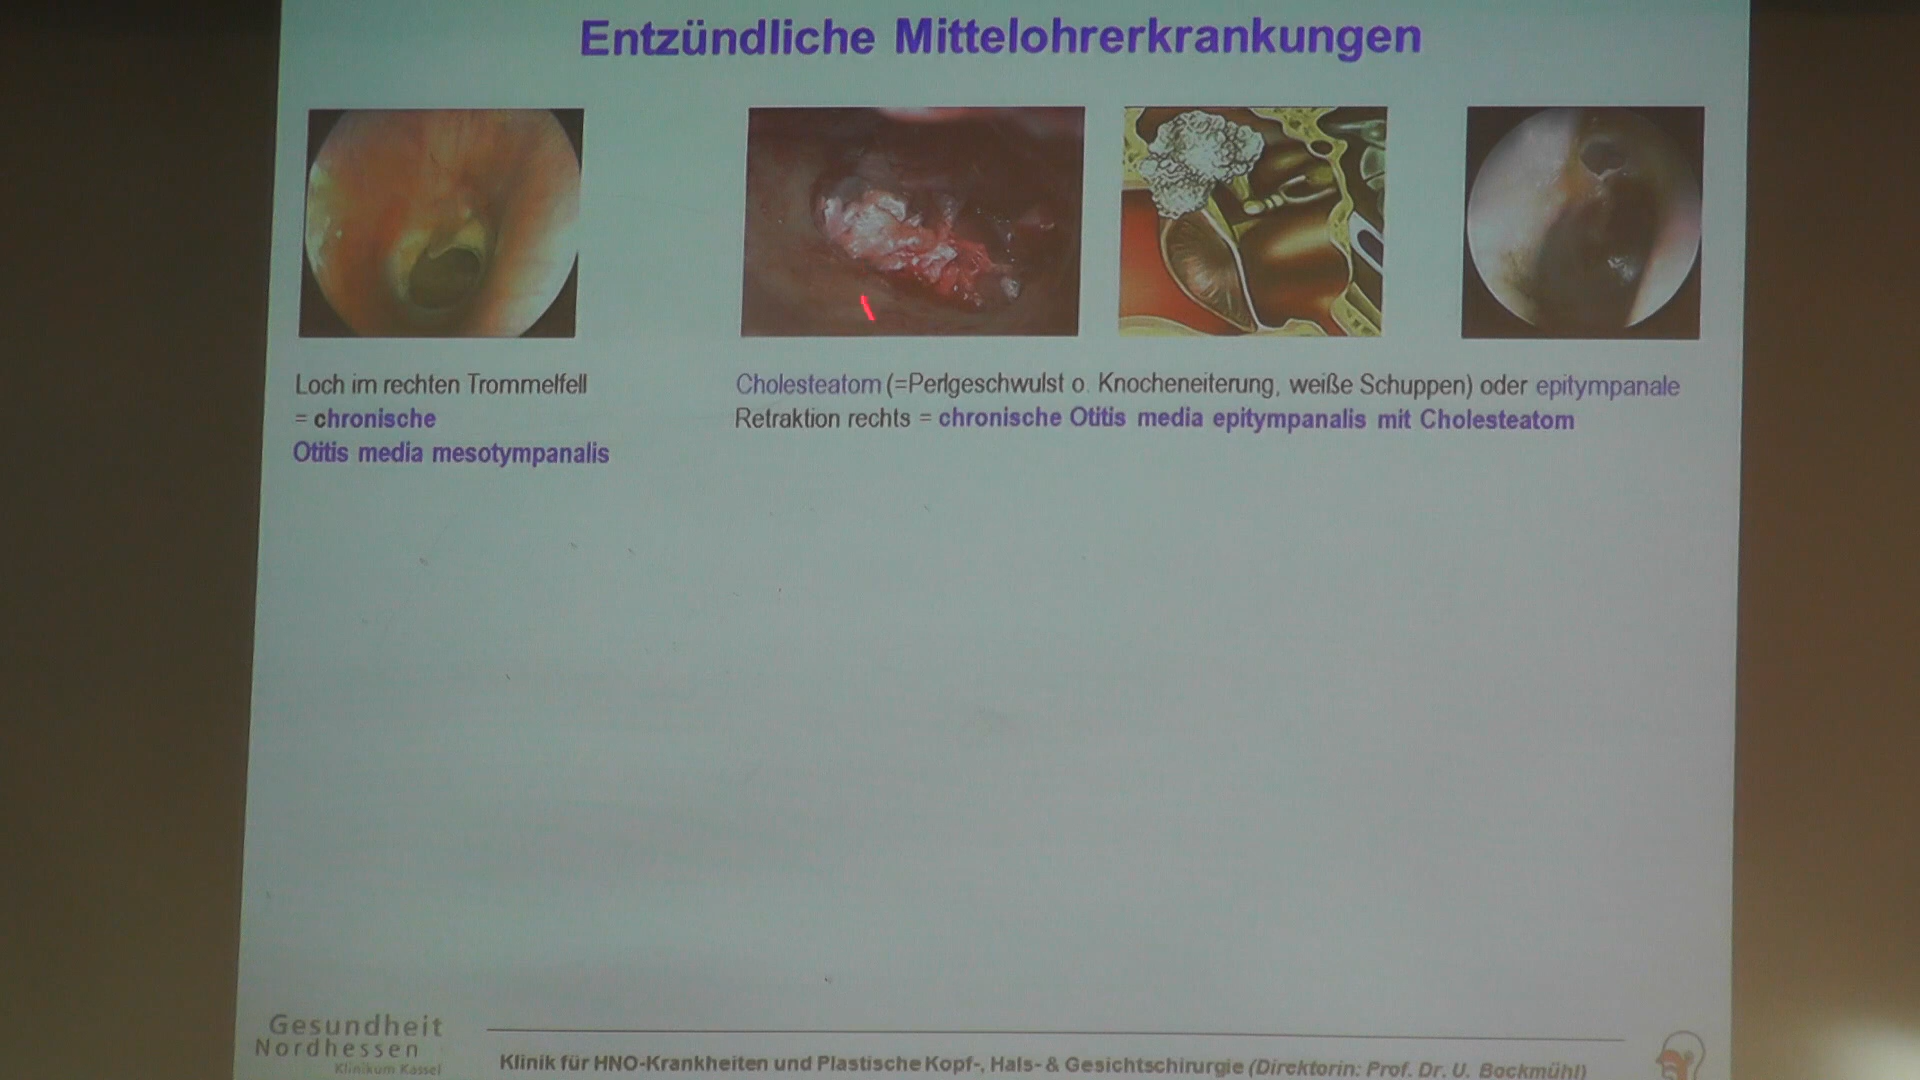 Entzündliche Mittelohrerkrankungen
Loch im rechten Trommelfell
= chronische
Otitis media mesotympanalis
Cholesteatom (=Perlgeschwulst o. Knocheneiterung, weiße Schuppen) oder epitympanale
Retraktion rechts = chronische Otitis media epitympanalis mit Cholesteatom
Gesundheit
Nordhessen
Klinikum Kassel
Klinik für HNO-Krankheiten und Plastische Kopf-, Hals- & Gesichtschirurgie (Direktorin: Prof. Dr. U. Bockmühl)